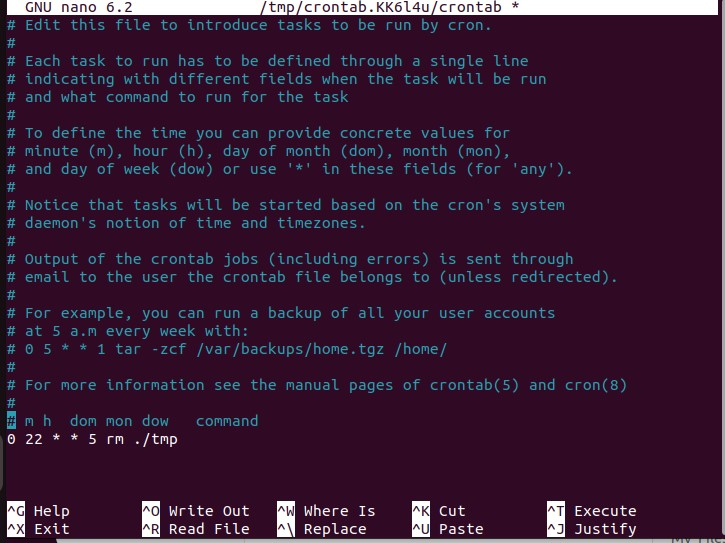 GNU nano 6.2 /tmp/crontab.KK6l4u/crontab *
# Edit this file to introduce tasks to be run by cron.
#
# Each task to run has to be defined through a single line
# indicating with different fields when the task will be run
# and what command to run for the task
#
# To define the time you can provide concrete values for
# minute (m), hour (h), day of month (dom), month (mon),
# and day of week (dow) or use '*' in these fields (for 'any').
#
# Notice that tasks will be started based on the cron's system
# daemon's notion of time and timezones.
#
# Output of the crontab jobs (including errors) is sent through
# email to the user the crontab file belongs to (unless redirected).
#
# For example, you can run a backup of all your user accounts
# at 5 a.m every week with:
# 0 5 * * 1 tar -zcf /var/backups/home.tgz /home/
#
# For more information see the manual pages of crontab(5) and cron(8)
#
# m h  dom mon dow   command
0 22 * * 5 rm ./tmp
^G Help ^O Write Out ^W Where Is ^K Cut ^T Execute
^X Exit ^R Read File ^\ Replace ^U Paste ^J Justify